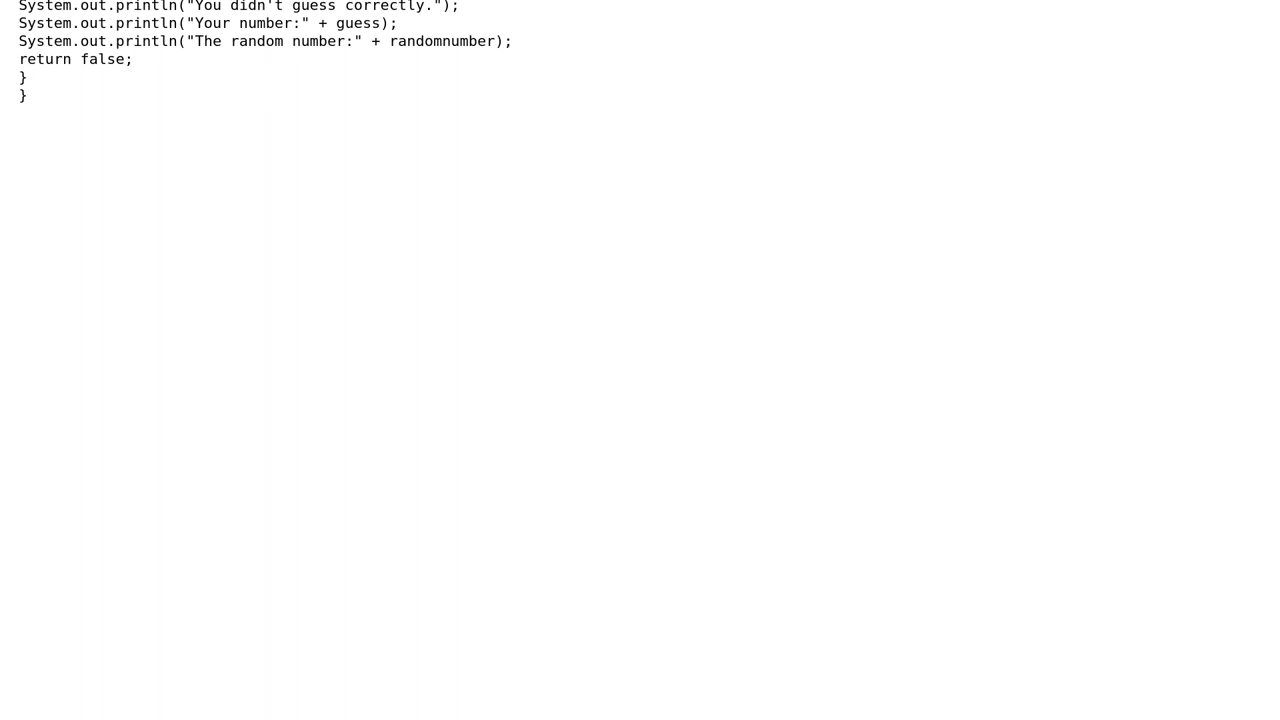 System.out.println("You didn't guess correctly.");
System.out.println("Your number:" + guess);
System.out.println("The random number:" + randomnumber);
return false;
}
}